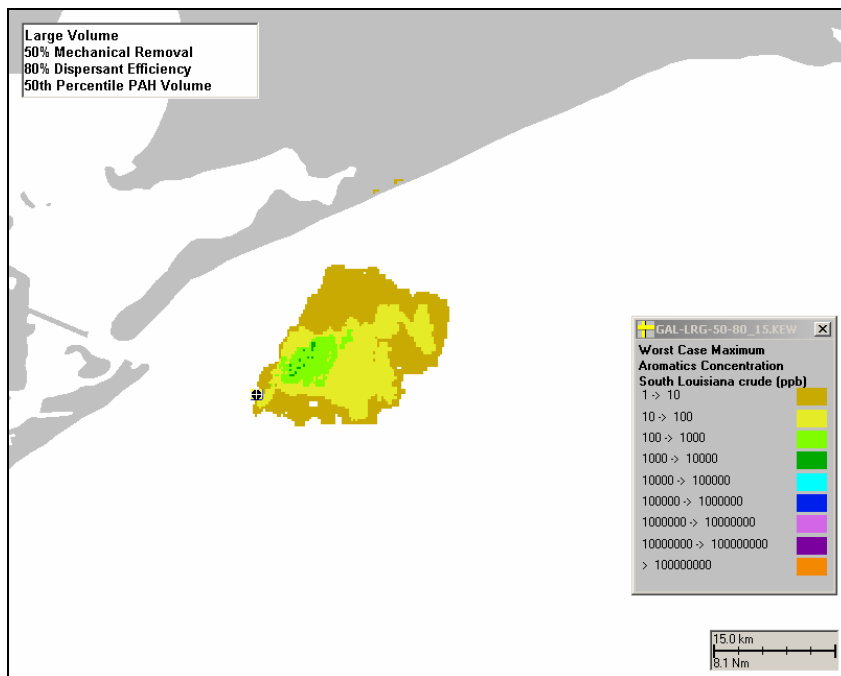 Large Volume
50% Mechanical Removal
80% Dispersant Efficiency
50th Percentile PAH Volume
GAL-LRG-50-80_15.KEW
Worst Case Maximum
Aromatics Concentration
South Louisiana crude (ppb)
1 -> 10
10 -> 100
100 -> 1000
1000 -> 10000
10000 -> 100000
100000 -> 1000000
1000000 -> 10000000
10000000 -> 100000000
> 100000000
15.0 km
8.1 Nm